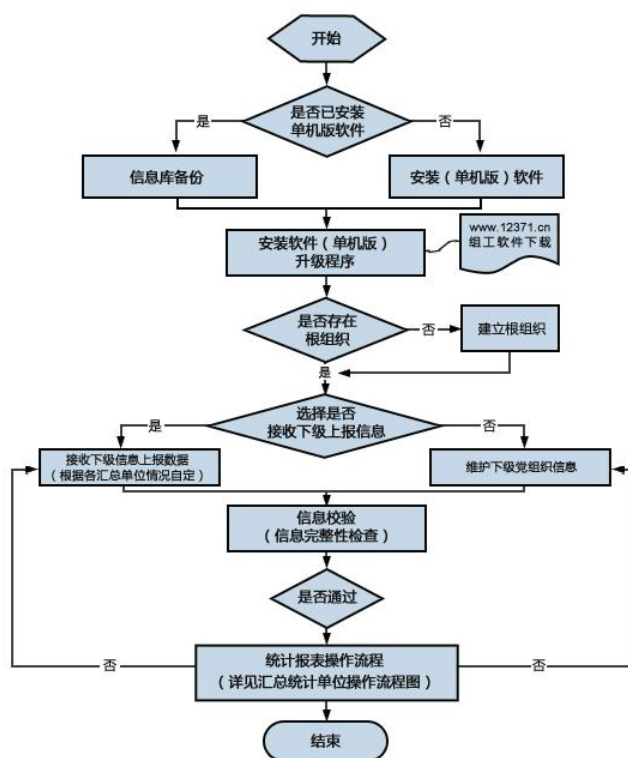 开始
是否已安装
单机版软件
是
否
信息库备份
安装（单机版）软件
安装软件（单机版）
升级程序
www.12371.cn
组工软件下载
是否存在
根组织
否
建立根组织
是
选择是否
接收下级上报信息
是
否
接收下级信息上报数据
（根据各汇总单位情况自定）
维护下级党组织信息
信息校验
（信息完整性检查）
是否通过
否
统计报表操作流程
（详见汇总统计单位操作流程图）
否
结束